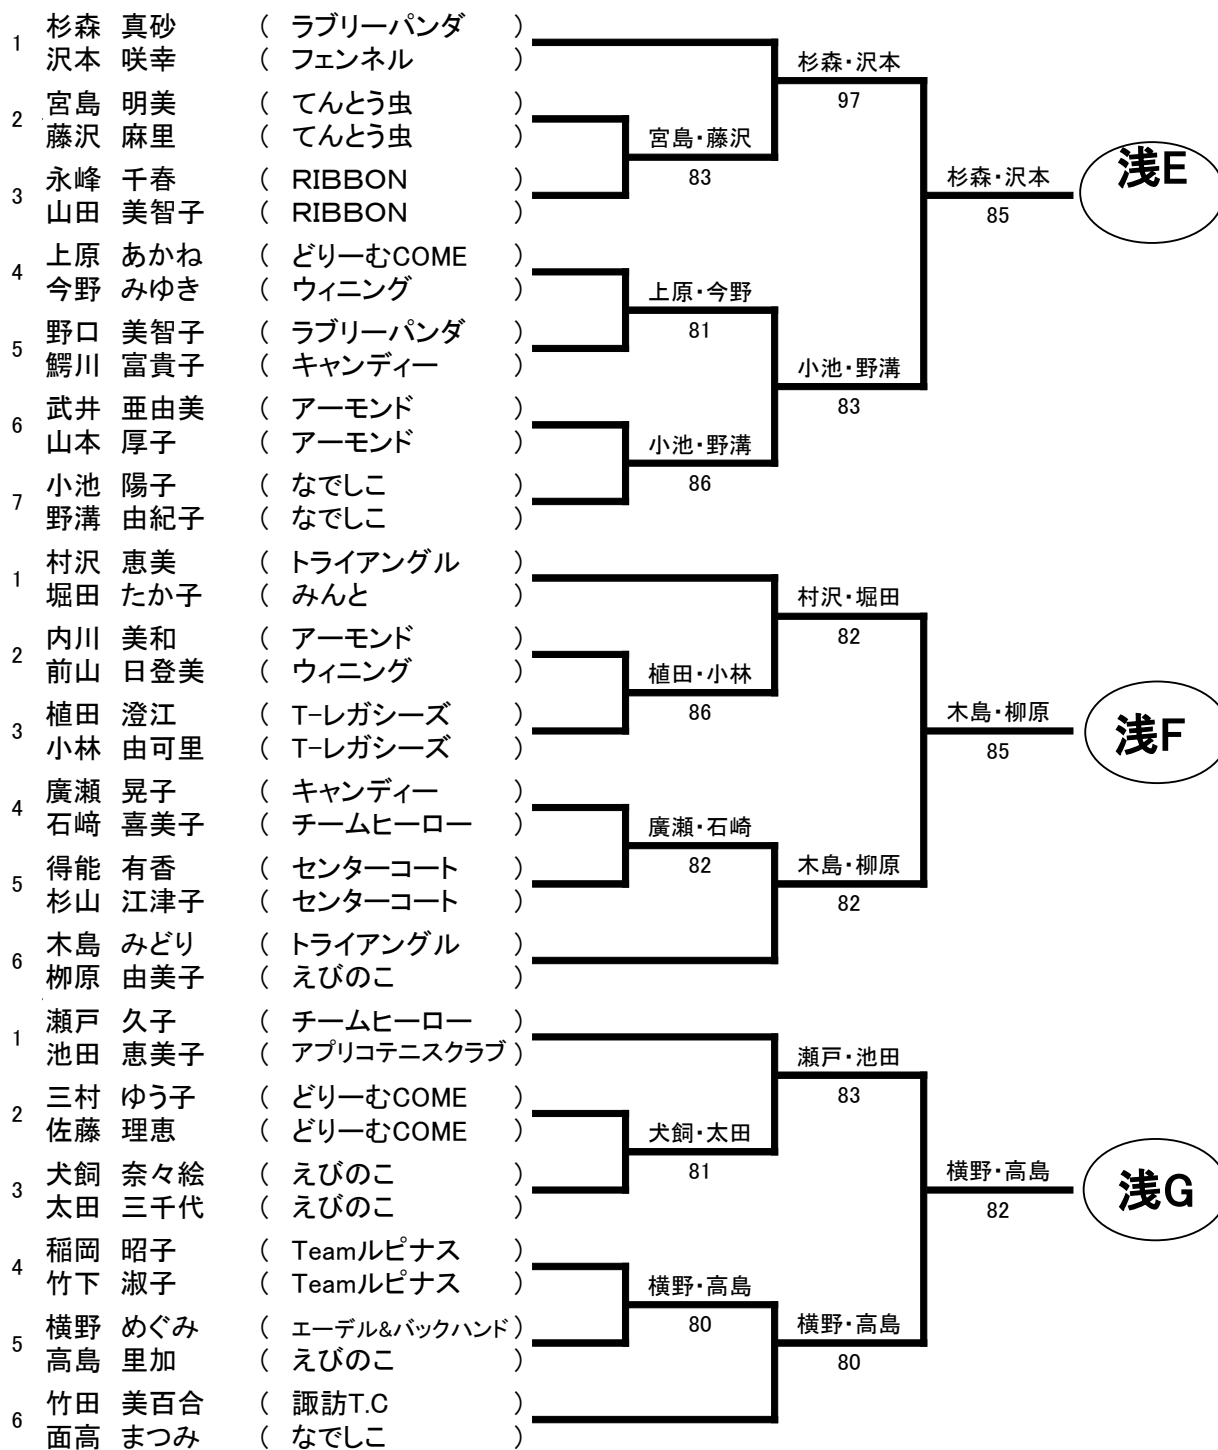 1
杉森 真砂 ( ラブリーパンダ )
沢本 咲幸 ( フェンネル )
2
宮島 明美 ( てんとう虫 )
藤沢 麻里 ( てんとう虫 )
3
永峰 千春 ( RIBBON )
山田 美智子 ( RIBBON )
4
上原 あかね ( どりーむCOME )
今野 みゆき ( ウィニング )
5
野口 美智子 ( ラブリーパンダ )
鰐川 富貴子 ( キャンディー )
6
武井 亜由美 ( アーモンド )
山本 厚子 ( アーモンド )
7
小池 陽子 ( なでしこ )
野溝 由紀子 ( なでしこ )
宮島・藤沢
83
上原・今野
81
小池・野溝
86
杉森・沢本
97
小池・野溝
83
杉森・沢本
85
浅E
1
村沢 恵美 ( トライアングル )
堀田 たか子 ( みんと )
2
内川 美和 ( アーモンド )
前山 日登美 ( ウィニング )
3
植田 澄江 ( T-レガシーズ )
小林 由可里 ( T-レガシーズ )
4
廣瀬 晃子 ( キャンディー )
石﨑 喜美子 ( チームヒーロー )
5
得能 有香 ( センターコート )
杉山 江津子 ( センターコート )
6
木島 みどり ( トライアングル )
栁原 由美子 ( えびのこ )
植田・小林
86
廣瀬・石崎
82
村沢・堀田
82
木島・柳原
82
木島・柳原
85
浅F
1
瀬戸 久子 ( チームヒーロー )
池田 恵美子 ( アプリコテニスクラブ )
2
三村 ゆう子 ( どりーむCOME )
佐藤 理恵 ( どりーむCOME )
3
犬飼 奈々絵 ( えびのこ )
太田 三千代 ( えびのこ )
4
稲岡 昭子 ( Teamルピナス )
竹下 淑子 ( Teamルピナス )
5
横野 めぐみ ( エーデル&バックハンド )
高島 里加 ( えびのこ )
6
竹田 美百合 ( 諏訪T.C )
面高 まつみ ( なでしこ )
犬飼・太田
81
横野・高島
80
瀬戸・池田
83
横野・高島
80
横野・高島
82
浅G